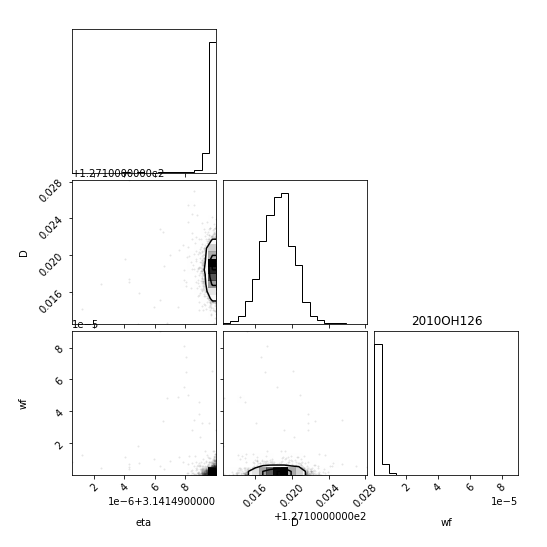 +1.2710000000e2
0.028
0.024
0.020
0.016
D
1e-5
8
6
4
2
wf
2010OH126
2 4 6 8
1e-6+3.1414900000
eta
0.016 0.020 0.024 0.028
+1.2710000000e2
D
2 4 6 8
1e-5
wf